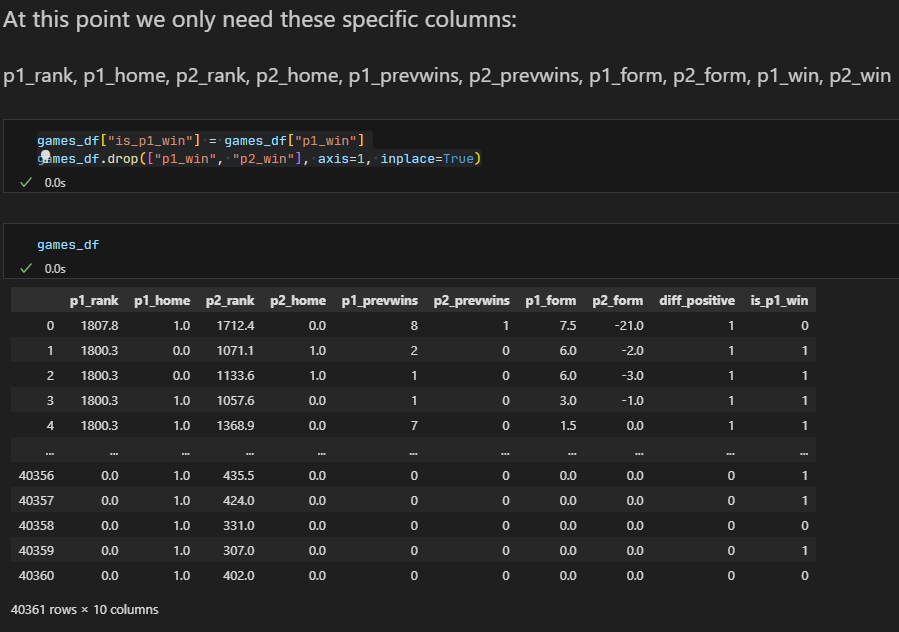 At this point we only need these specific columns:
p1_rank, p1_home, p2_rank, p2_home, p1_prevwins, p2_prevwins, p1_form, p2_form, p1_win, p2_win
games_df["is_p1_win"] = games_df["p1_win"]
games_df.drop(["p1_win", "p2_win"], axis=1, inplace=True)
0.0s
games_df
0.0s
p1_rank p1_home p2_rank p2_home p1_prevwins p2_prevwins p1_form p2_form diff_positive is_p1_win
0 1807.8 1.0 1712.4 0.0 8 1 7.5 -21.0 1 0
1 1800.3 0.0 1071.1 1.0 2 0 6.0 -2.0 1 1
2 1800.3 0.0 1133.6 1.0 1 0 6.0 -3.0 1 1
3 1800.3 1.0 1057.6 0.0 1 0 3.0 -1.0 1 1
4 1800.3 1.0 1368.9 0.0 7 0 1.5 0.0 1 1
... ... ... ... ... ... ... ... ... ... ...
40356 0.0 1.0 435.5 0.0 0 0 0.0 0.0 0 1
40357 0.0 1.0 424.0 0.0 0 0 0.0 0.0 0 1
40358 0.0 1.0 331.0 0.0 0 0 0.0 0.0 0 0
40359 0.0 1.0 307.0 0.0 0 0 0.0 0.0 0 1
40360 0.0 1.0 402.0 0.0 0 0 0.0 0.0 0 0
40361 rows × 10 columns